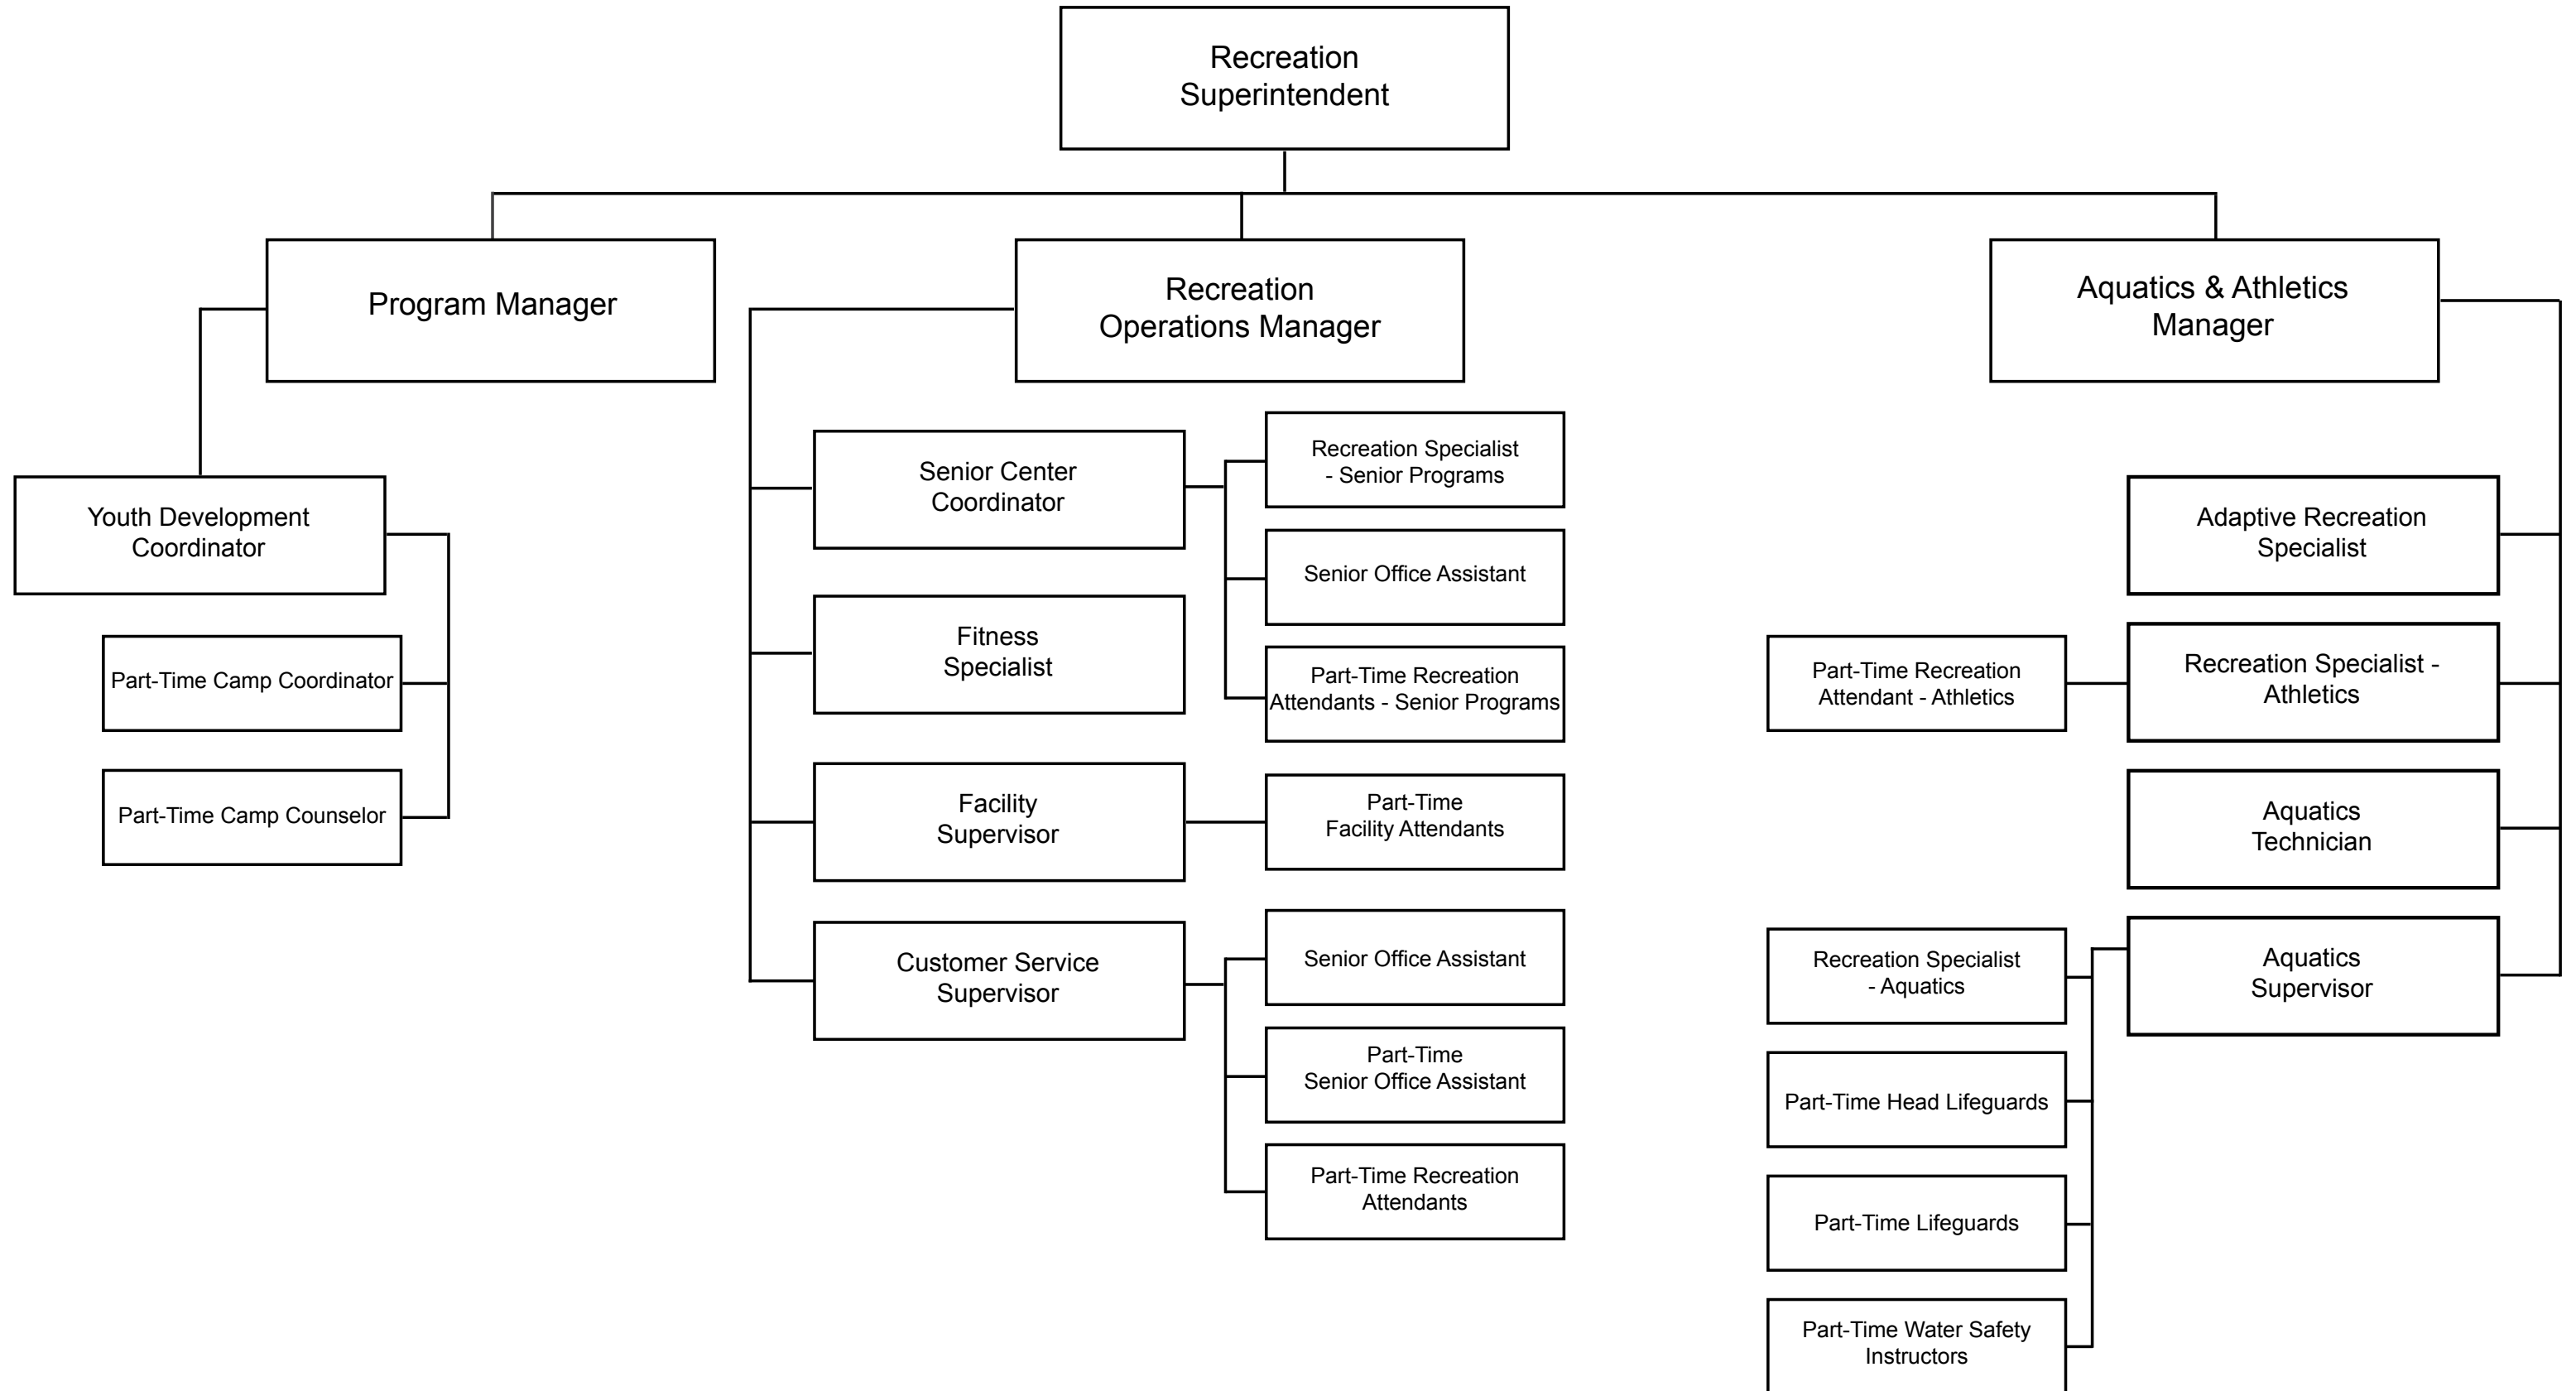 Recreation
Superintendent
Program Manager
Recreation
Operations Manager
Aquatics & Athletics
Manager
Youth Development
Coordinator
Part-Time Camp Coordinator
Part-Time Camp Counselor
Senior Center
Coordinator
Recreation Specialist
- Senior Programs
Senior Office Assistant
Part-Time Recreation
Attendants - Senior Programs
Fitness
Specialist
Facility
Supervisor
Part-Time
Facility Attendants
Customer Service
Supervisor
Senior Office Assistant
Part-Time
Senior Office Assistant
Part-Time Recreation
Attendants
Adaptive Recreation
Specialist
Recreation Specialist -
Athletics
Part-Time Recreation
Attendant - Athletics
Aquatics
Technician
Aquatics
Supervisor
Recreation Specialist
- Aquatics
Part-Time Head Lifeguards
Part-Time Lifeguards
Part-Time Water Safety
Instructors